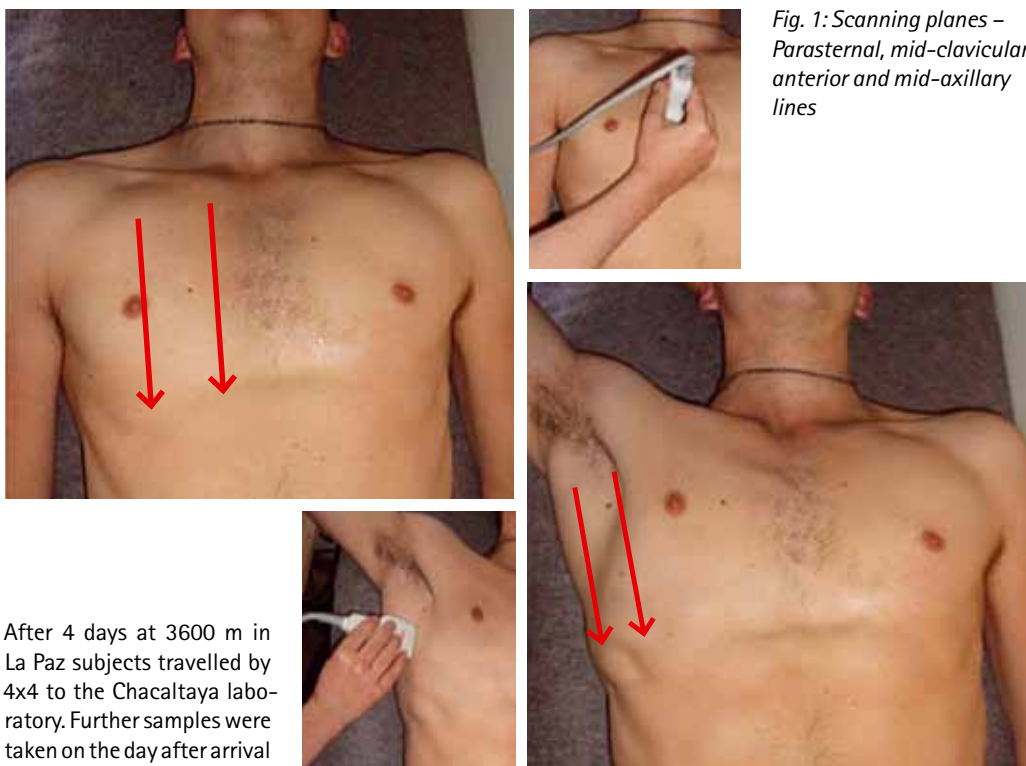 Fig. 1: Scanning planes –
Parasternal, mid-clavicular
anterior and mid-axillary
lines
After 4 days at 3600 m in
La Paz subjects travelled by
4x4 to the Chacaltaya labo-
ratory. Further samples were
taken on the day after arrival